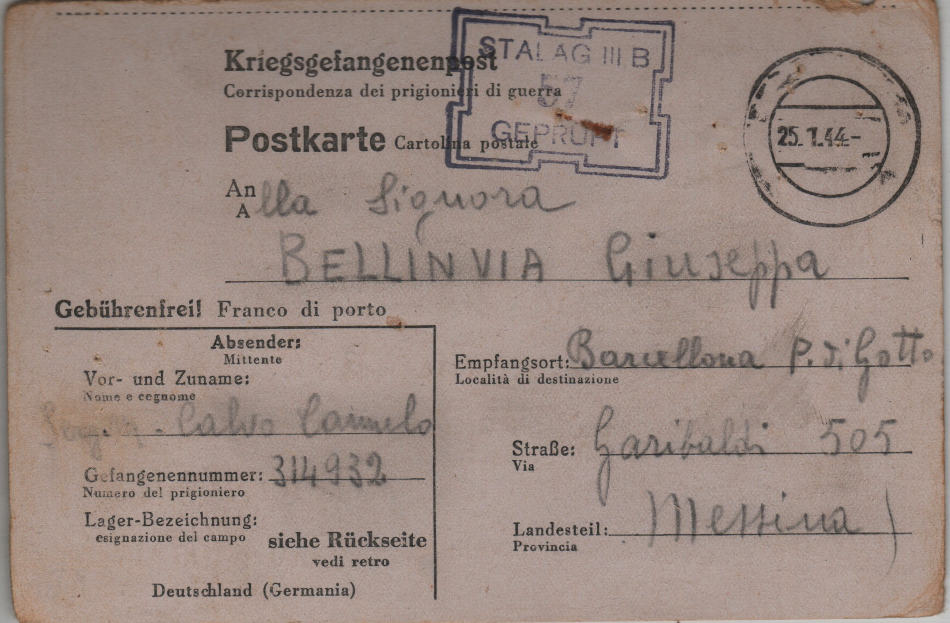 STALAG III B
57
GEPRÜFT
25.1.44.-
Kriegsgefangenenpost
Corrispondenza dei prigionieri di guerra
Postkarte Cartolina postale
An
A lla Signora
BELLINVIA Giuseppa
Gebührenfrei! Franco di porto
Absender:
Mittente
Vor- und Zuname:
Nome e cognome
Calvo Carmelo
Gefangenennummer: 314932
Numero del prigioniero
Lager-Bezeichnung:
esignazione del campo
siehe Rückseite
vedi retro
Deutschland (Germania)
Empfangsort: Barcellona P. di Gotto
Località di destinazione
Straße: Garibaldi 505
Via
Landesteil: Messina)
Provincia